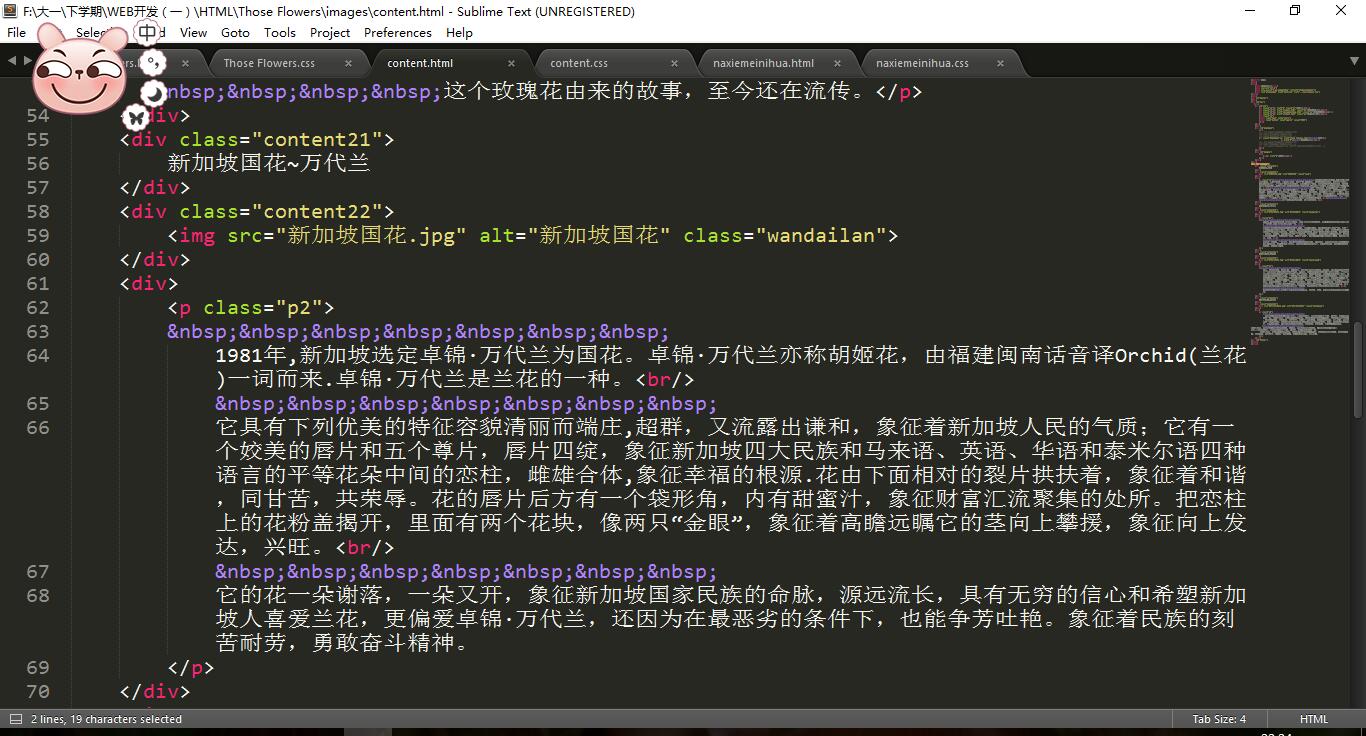 F:\大一\下学期\WEB开发 ( 一 ) \HTML\Those Flowers\images\content.html - Sublime Text (UNREGISTERED)
File View Goto Tools Project Preferences Help
中
Those Flowers.css × content.html × content.css × naxiemeinihua.html × naxiemeinihua.css ×
nbsp;&nbsp;&nbsp;&nbsp;这个玫瑰花由来的故事，至今还在流传。</p>
54 div>
55 <div class="content21">
56 新加坡国花~万代兰
57 </div>
58 <div class="content22">
59 <img src="新加坡国花.jpg" alt="新加坡国花" class="wandailan">
60 </div>
61 <div>
62 <p class="p2">
63 &nbsp;&nbsp;&nbsp;&nbsp;&nbsp;&nbsp;&nbsp;
64 1981年,新加坡选定卓锦·万代兰为国花。卓锦·万代兰亦称胡姬花，由福建闽南话音译Orchid(兰花
)一词而来.卓锦·万代兰是兰花的一种。<br/>
65 &nbsp;&nbsp;&nbsp;&nbsp;&nbsp;&nbsp;&nbsp;
66 它具有下列优美的特征容貌清丽而端庄,超群，又流露出谦和，象征着新加坡人民的气质；它有一
个姣美的唇片和五个尊片，唇片四绽，象征新加坡四大民族和马来语、英语、华语和泰米尔语四种
语言的平等花朵中间的恋柱，雌雄合体,象征幸福的根源.花由下面相对的裂片拱扶着，象征着和谐
，同甘苦，共荣辱。花的唇片后方有一个袋形角，内有甜蜜汁，象征财富汇流聚集的处所。把恋柱
上的花粉盖揭开，里面有两个花块，像两只“金眼”，象征着高瞻远瞩它的茎向上攀援，象征向上发
达，兴旺。<br/>
67 &nbsp;&nbsp;&nbsp;&nbsp;&nbsp;&nbsp;&nbsp;
68 它的花一朵谢落，一朵又开，象征新加坡国家民族的命脉，源远流长，具有无穷的信心和希塑新加
坡人喜爱兰花，更偏爱卓锦·万代兰，还因为在最恶劣的条件下，也能争芳吐艳。象征着民族的刻
苦耐劳，勇敢奋斗精神。
69 </p>
70 </div>
2 lines, 19 characters selected Tab Size: 4 HTML